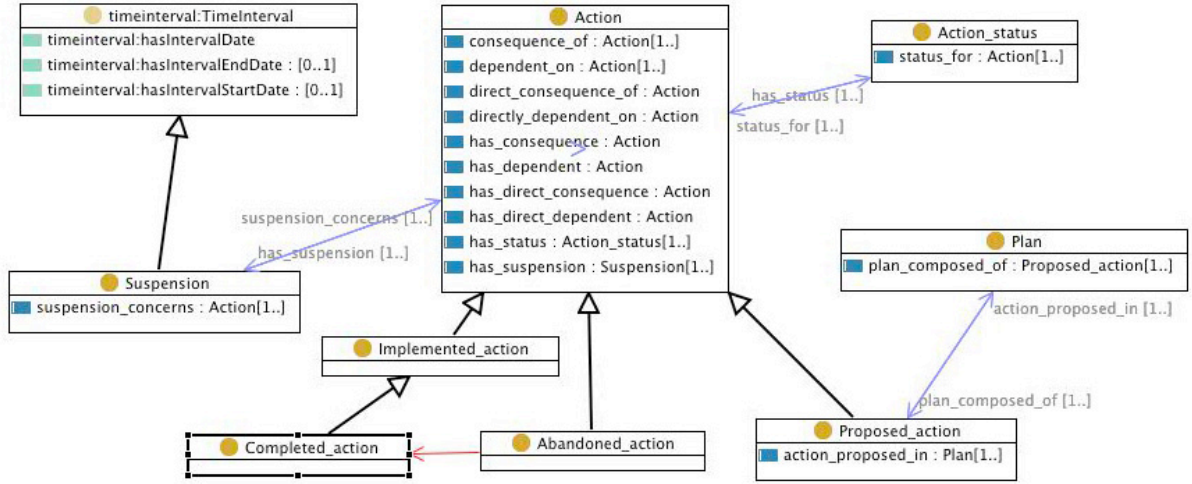 timeinterval:TimeInterval
timeinterval:hasIntervalDate
timeinterval:hasIntervalEndDate : [0..1]
timeinterval:hasIntervalStartDate : [0..1]
Action
consequence_of : Action[1..]
dependent_on : Action[1..]
direct_consequence_of : Action
directly_dependent_on : Action
has_consequence : Action
has_dependent : Action
has_direct_consequence : Action
has_direct_dependent : Action
has_status : Action_status[1..]
has_suspension : Suspension[1..]
Action_status
status_for : Action[1..]
has_status [1..]
status_for [1..]
suspension_concerns [1..]
has_suspension [1..]
Suspension
suspension_concerns : Action[1..]
Plan
plan_composed_of : Proposed_action[1..]
action_proposed_in [1..]
plan_composed_of [1..]
Implemented_action
Completed_action
Abandoned_action
Proposed_action
action_proposed_in : Plan[1..]